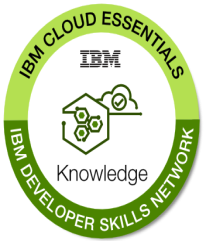 IBM CLOUD ESSENTIALS
IBM
Knowledge
IBM DEVELOPER SKILLS NETWORK